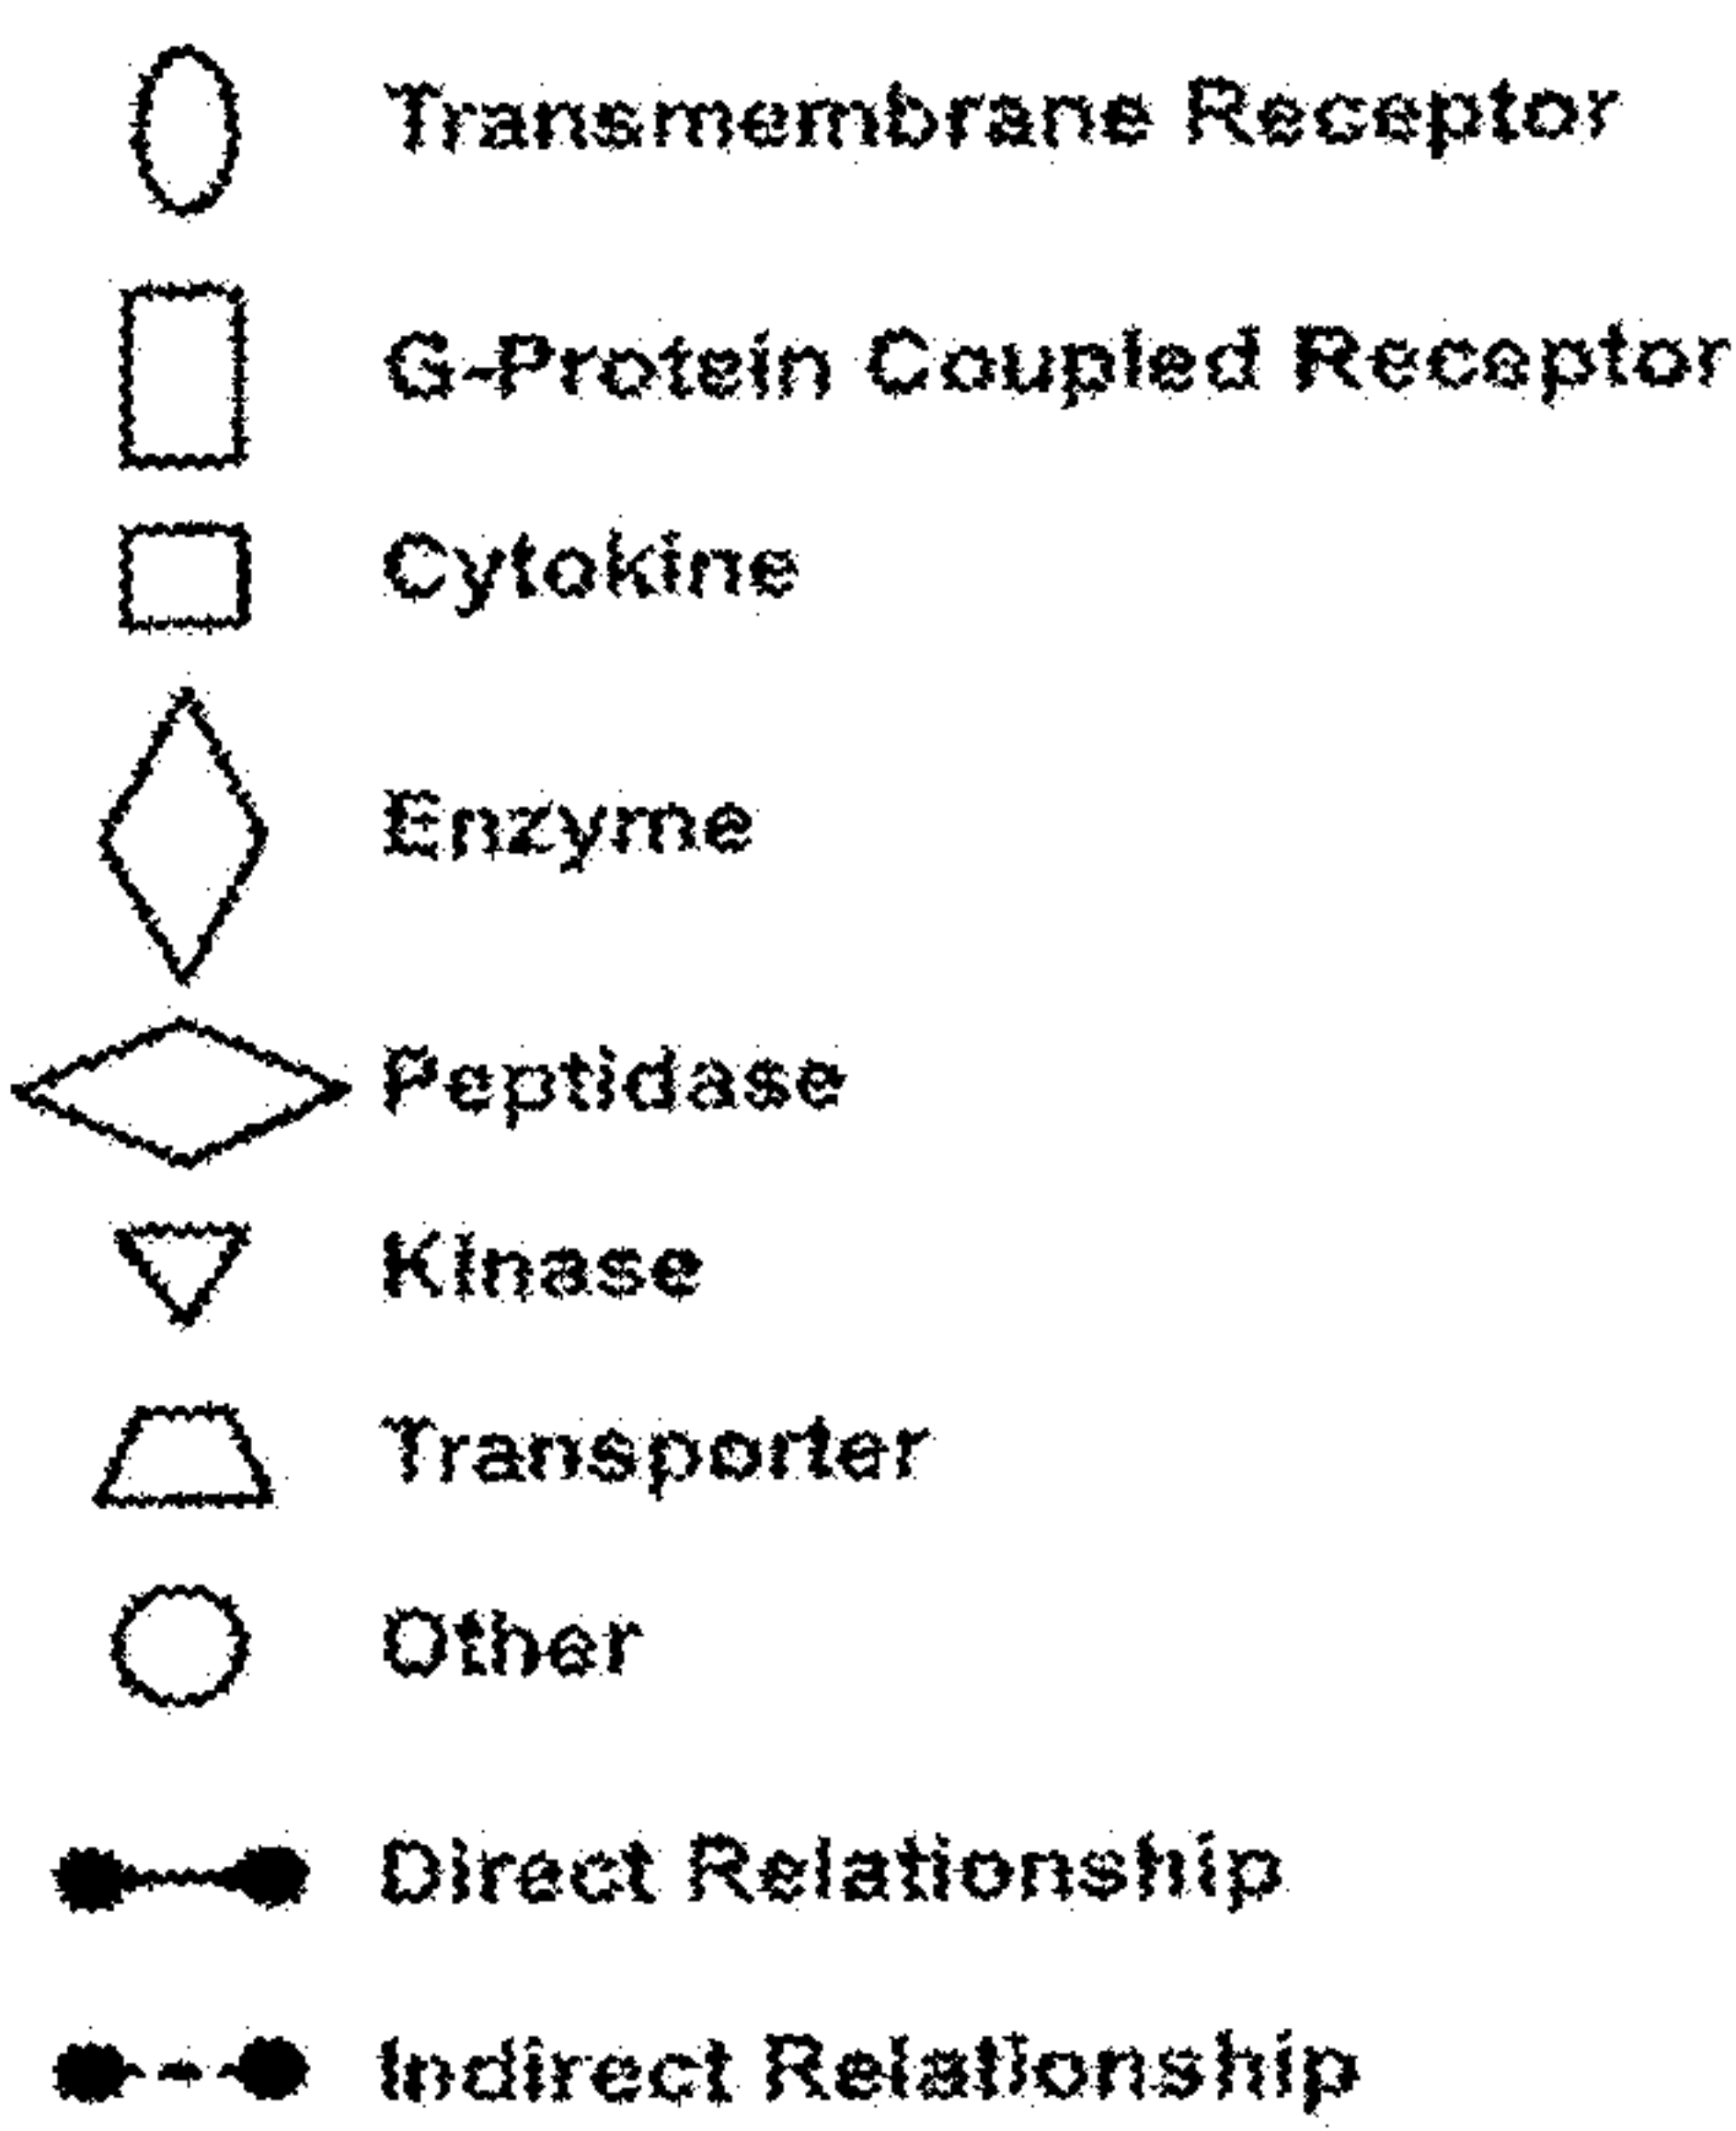 Transmembrane Receptor
G-Protein Coupled Receptor
Cytokine
Enzyme
Peptidase
Kinase
Transporter
Other
Direct Relationship
Indirect Relationship